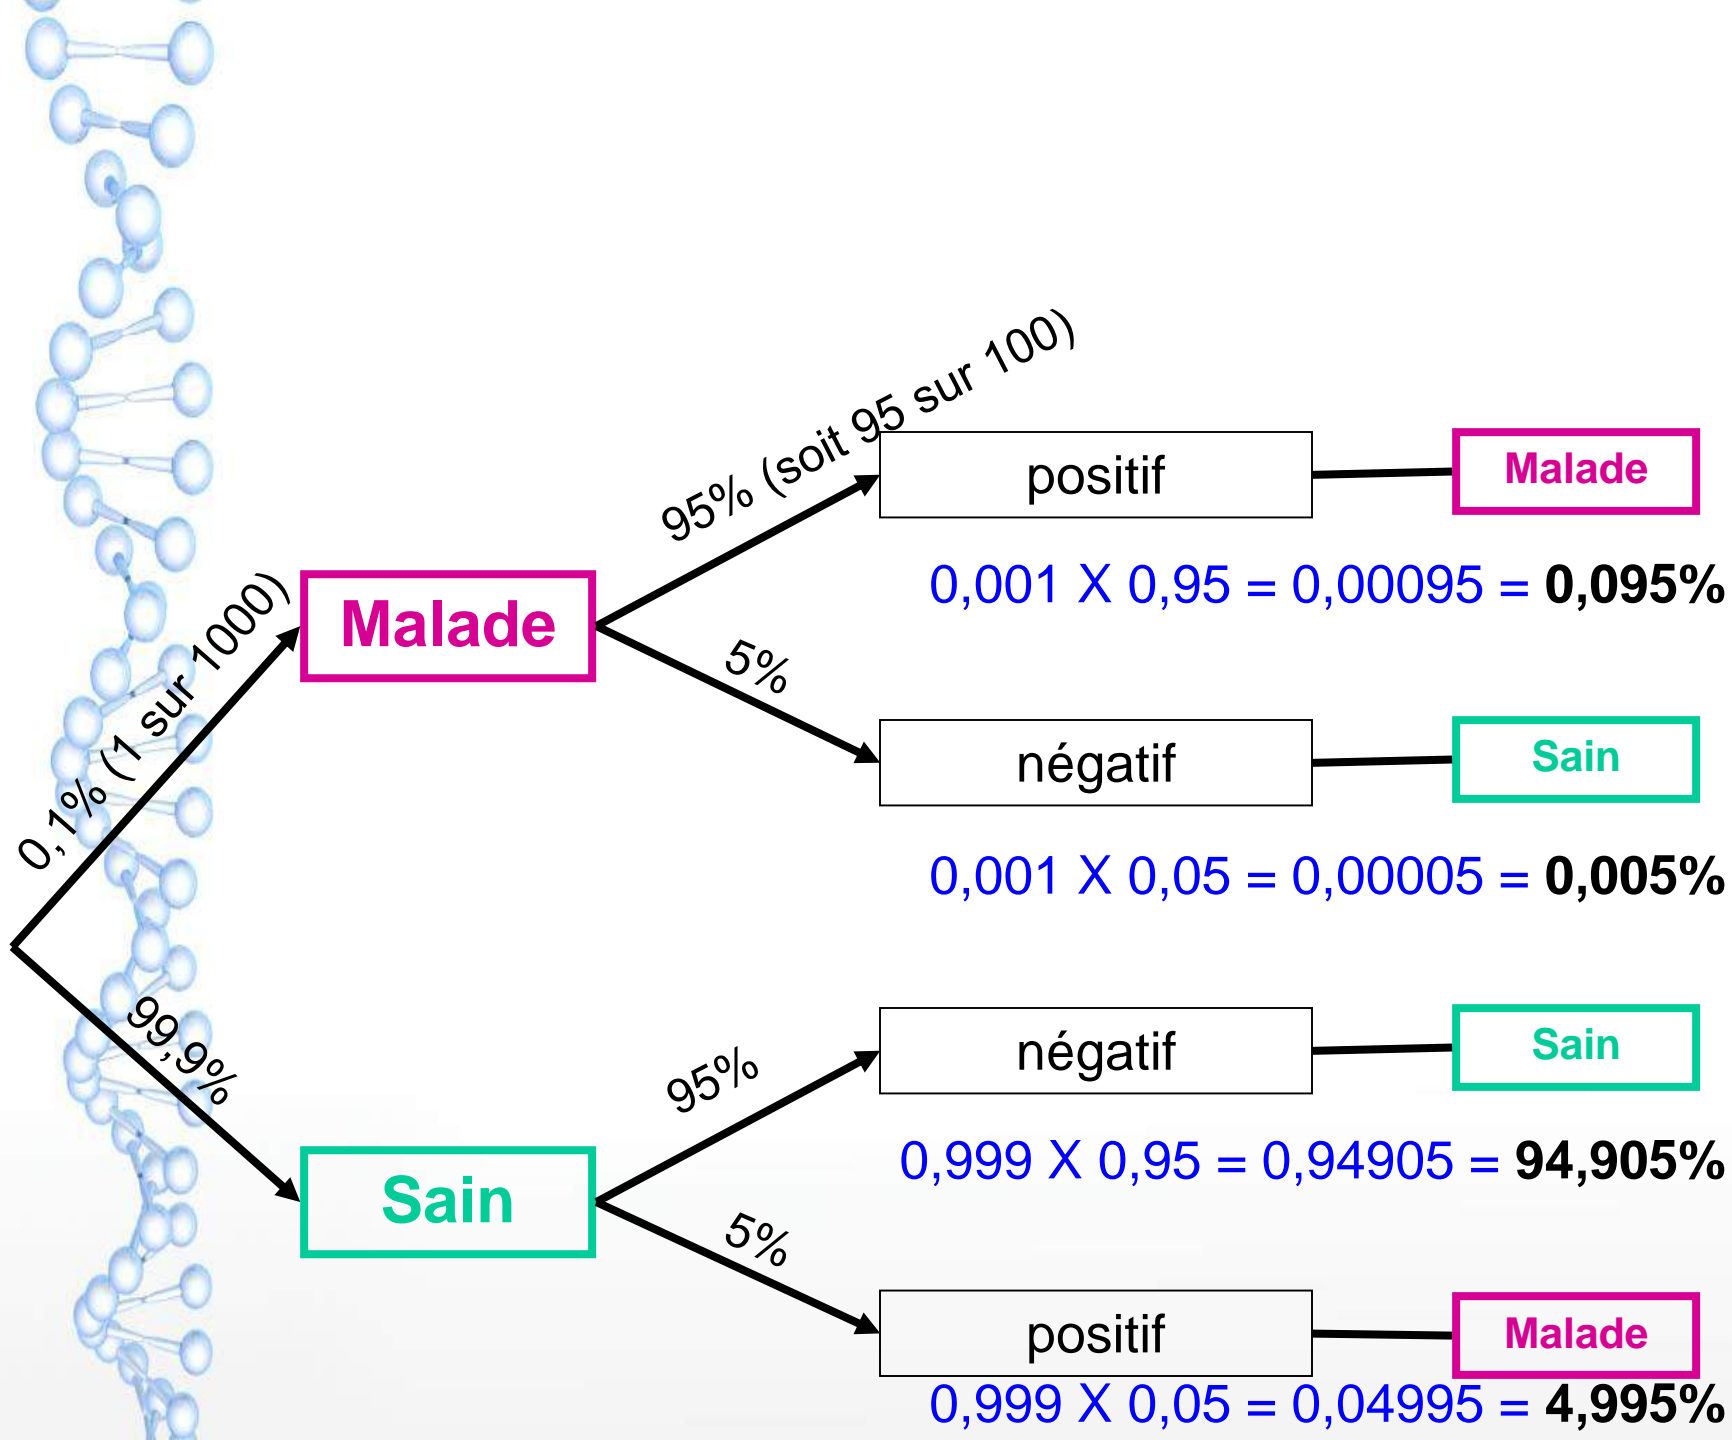 95% (soit 95 sur 100)
positif
Malade
0,001 X 0,95 = 0,00095 = 0,095%
0,1% (1 sur 1000)
Malade
5%
négatif
Sain
0,001 X 0,05 = 0,00005 = 0,005%
99,9%
95%
négatif
Sain
0,999 X 0,95 = 0,94905 = 94,905%
Sain
5%
positif
Malade
0,999 X 0,05 = 0,04995 = 4,995%